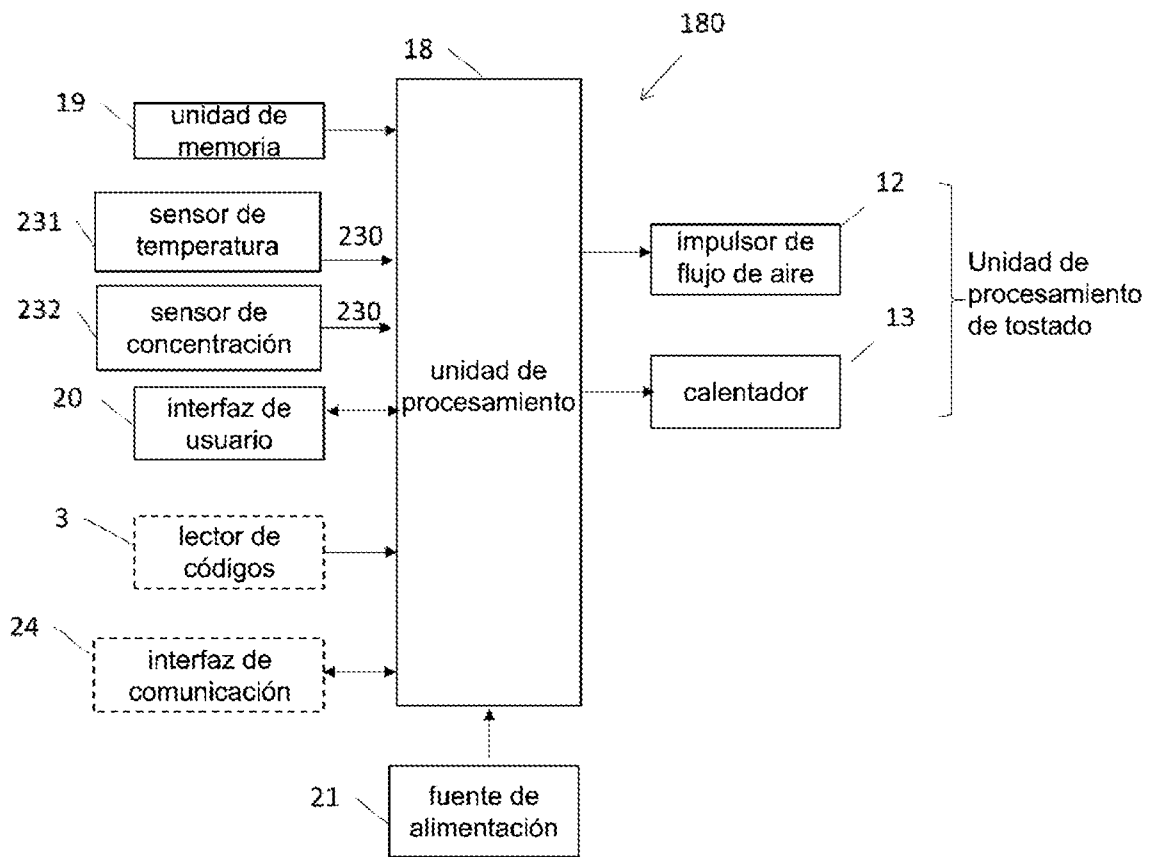 180
18
19
unidad de
memoria
231
sensor de
temperatura
230
232
sensor de
concentración
230
20
interfaz de
usuario
3
lector de
códigos
24
interfaz de
comunicación
unidad de
procesamiento
21
fuente de
alimentación
12
impulsor de
flujo de aire
13
calentador
Unidad de
procesamiento
de tostado